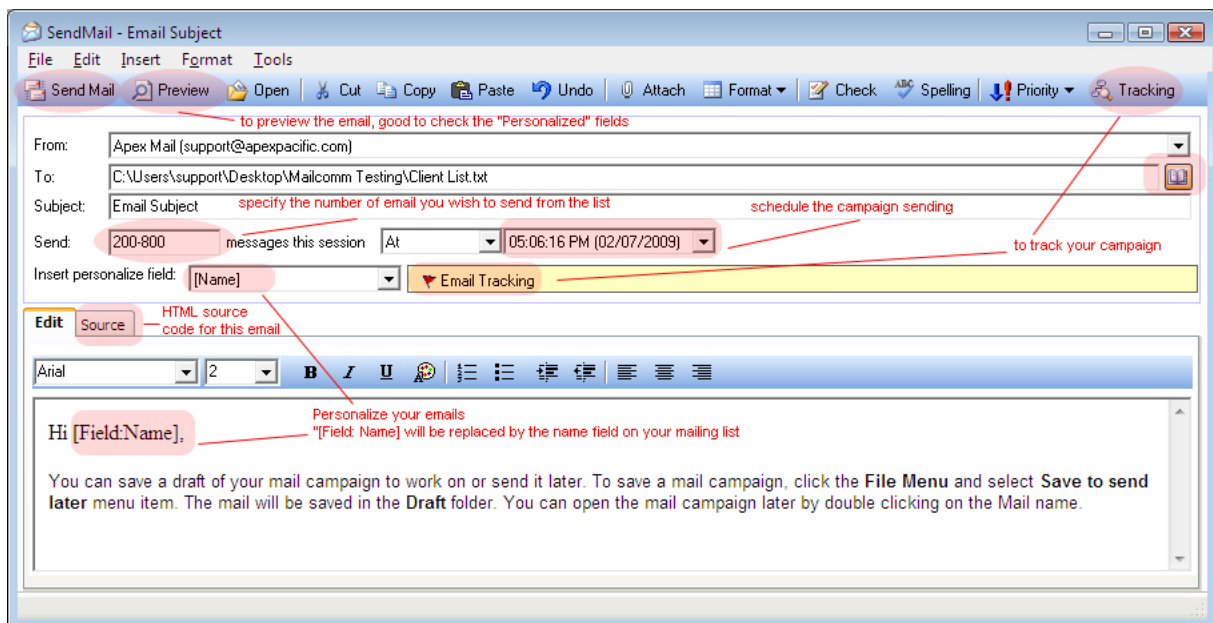 SendMail - Email Subject
File Edit Insert Format Tools
Send Mail Preview Open Cut Copy Paste Undo Attach Format Check ABC Spelling Priority Tracking
to preview the email, good to check the "Personalized" fields
From: Apex Mail (support@apexpacific.com)
To: C:\Users\support\Desktop\Mailcomm Testing\Client List.txt
Subject: Email Subject
specify the number of email you wish to send from the list
schedule the campaign sending
Send: 200-800 messages this session At 05:06:16 PM (02/07/2009)
to track your campaign
Insert personalize field: [Name] Email Tracking
Edit Source
HTML source
code for this email
Arial 2 B I U
Personalize your emails
"[Field: Name] will be replaced by the name field on your mailing list
Hi [Field:Name],
You can save a draft of your mail campaign to work on or send it later. To save a mail campaign, click the File Menu and select Save to send
later menu item. The mail will be saved in the Draft folder. You can open the mail campaign later by double clicking on the Mail name.